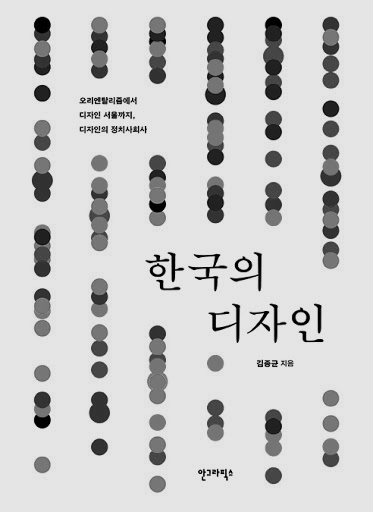 오리엔탈리즘에서
디자인 서울까지,
디자인의 정치사회사
한국의
디자인
김종균 지음
안그라픽스